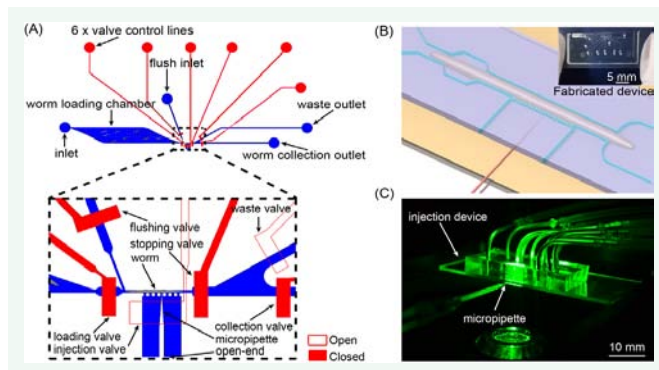 (A)
6 x valve control lines
flush inlet
worm loading chamber
waste outlet
inlet
worm collection outlet
flushing valve
waste valve
stopping valve
worm
loading valve
injection valve
collection valve
micropipette
open-end
Open
Closed
(B)
5 mm
Fabricated device
(C)
injection device
micropipette
10 mm